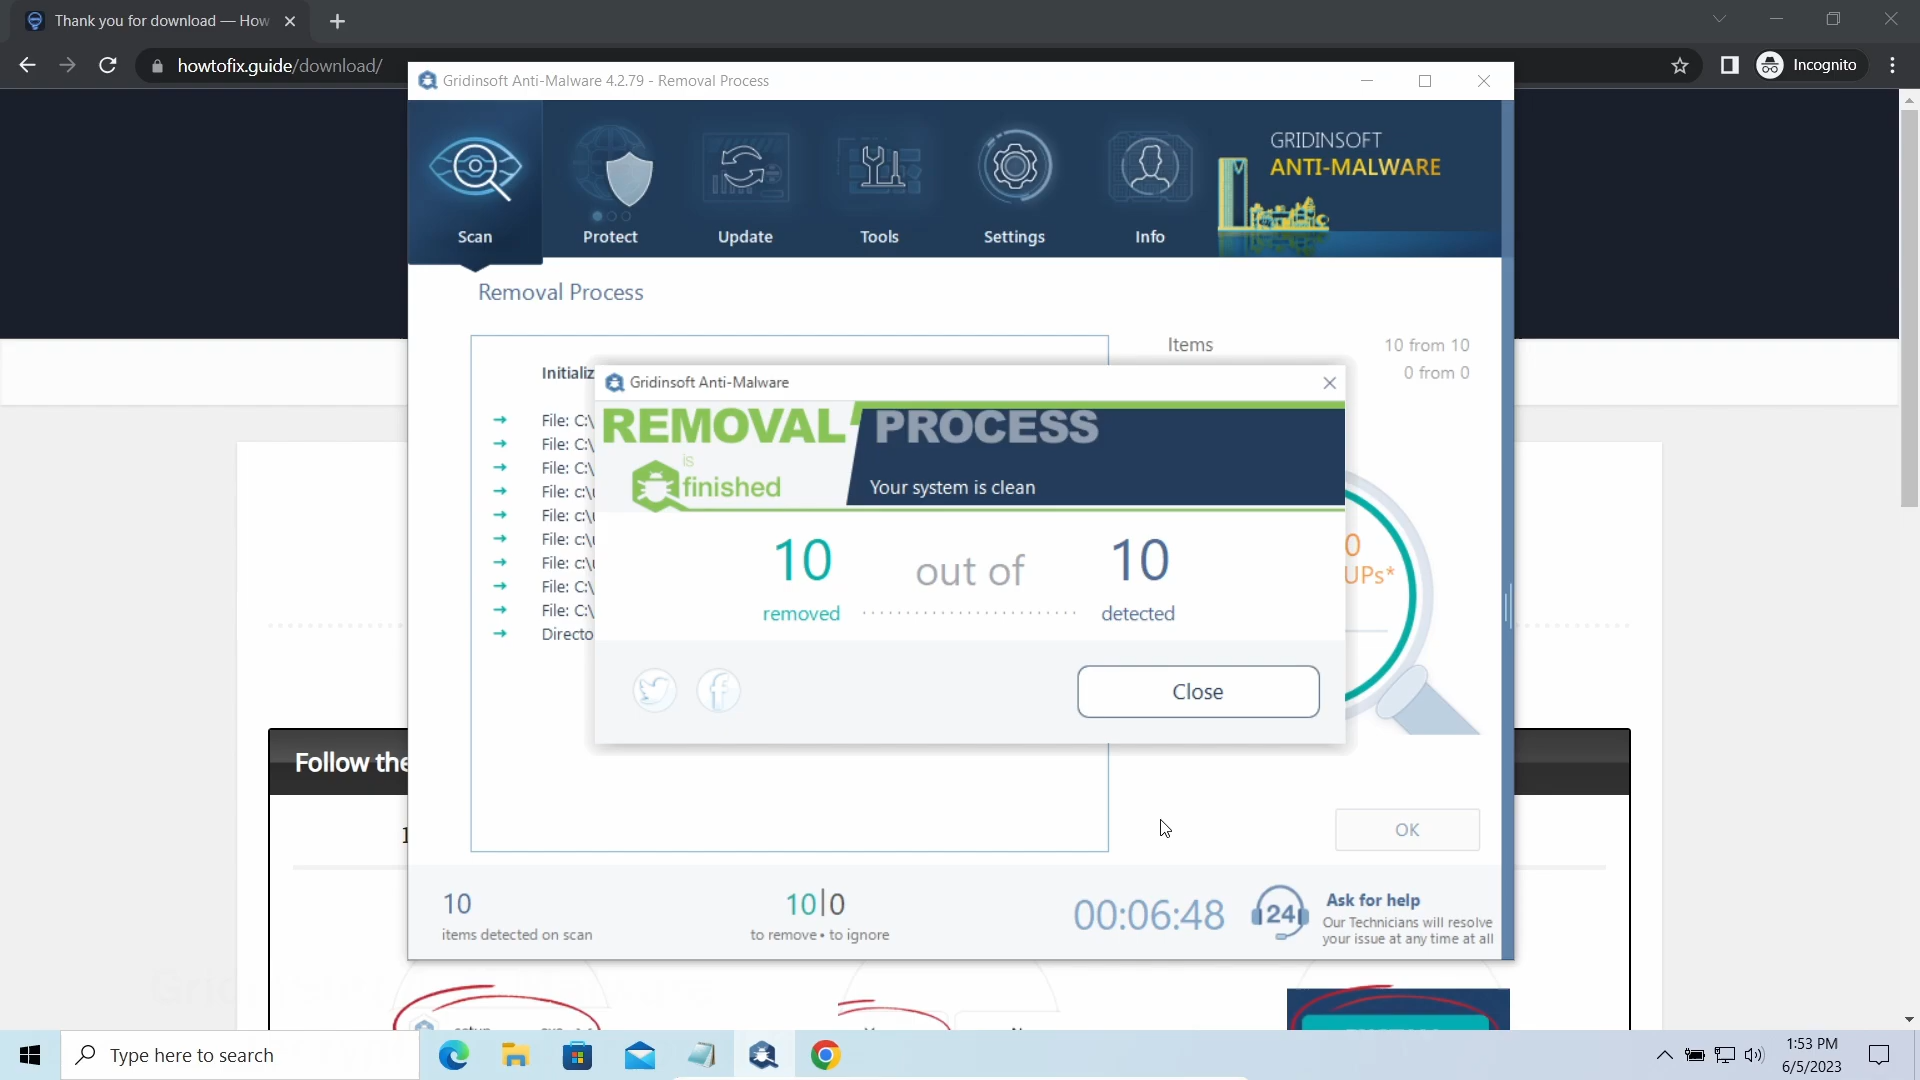 Thank you for download — How
howtofix.guide/download/
Incognito
Gridinsoft Anti-Malware 4.2.79 - Removal Process
Scan
Protect
Update
Tools
Settings
Info
GRIDINSOFT
ANTI-MALWARE
Removal Process
Items
10 from 10
0 from 0
Initializ
File: C:\
File: C:\
File: C:\
File: c:\
File: c:\
File: c:\
File: c:\
File: C:\
File: C:\
Directo
Gridinsoft Anti-Malware
REMOVAL PROCESS
is
finished
Your system is clean
10 out of 10
removed
detected
0
UPs*
Close
OK
Follow the
1
10
items detected on scan
10|0
to remove • to ignore
00:06:48
24
Ask for help
Our Technicians will resolve
your issue at any time at all
Type here to search
1:53 PM
6/5/2023